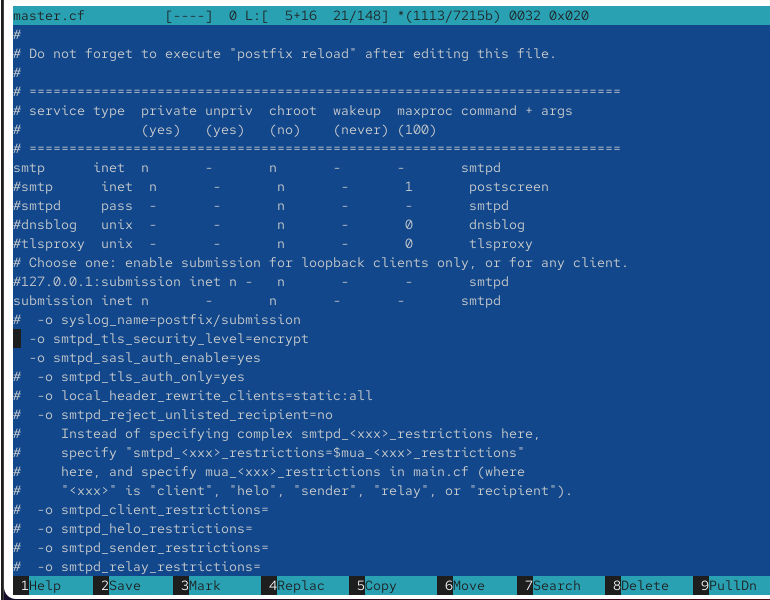 master.cf          [----]  0 L:[  5+16  21/148] *(1113/7215b) 0032 0x020
#
# Do not forget to execute "postfix reload" after editing this file.
#
# ==========================================================================
# service type  private unpriv  chroot  wakeup  maxproc command + args
#               (yes)   (yes)   (no)    (never) (100)
# ==========================================================================
smtp      inet  n       -       n       -       -       smtpd
#smtp      inet  n       -       n       -       1       postscreen
#smtpd     pass  -       -       n       -       -       smtpd
#dnsblog   unix  -       -       n       -       0       dnsblog
#tlsproxy  unix  -       -       n       -       0       tlsproxy
# Choose one: enable submission for loopback clients only, or for any client.
#127.0.0.1:submission inet n -   n       -       -       smtpd
submission inet n       -       n       -       -       smtpd
#  -o syslog_name=postfix/submission
  -o smtpd_tls_security_level=encrypt
  -o smtpd_sasl_auth_enable=yes
#  -o smtpd_tls_auth_only=yes
#  -o local_header_rewrite_clients=static:all
#  -o smtpd_reject_unlisted_recipient=no
#     Instead of specifying complex smtpd_<xxx>_restrictions here,
#     specify "smtpd_<xxx>_restrictions=$mua_<xxx>_restrictions"
#     here, and specify mua_<xxx>_restrictions in main.cf (where
#     "<xxx>" is "client", "helo", "sender", "relay", or "recipient").
#  -o smtpd_client_restrictions=
#  -o smtpd_helo_restrictions=
#  -o smtpd_sender_restrictions=
#  -o smtpd_relay_restrictions=
1Help 2Save 3Mark 4Replac 5Copy 6Move 7Search 8Delete 9PullDn